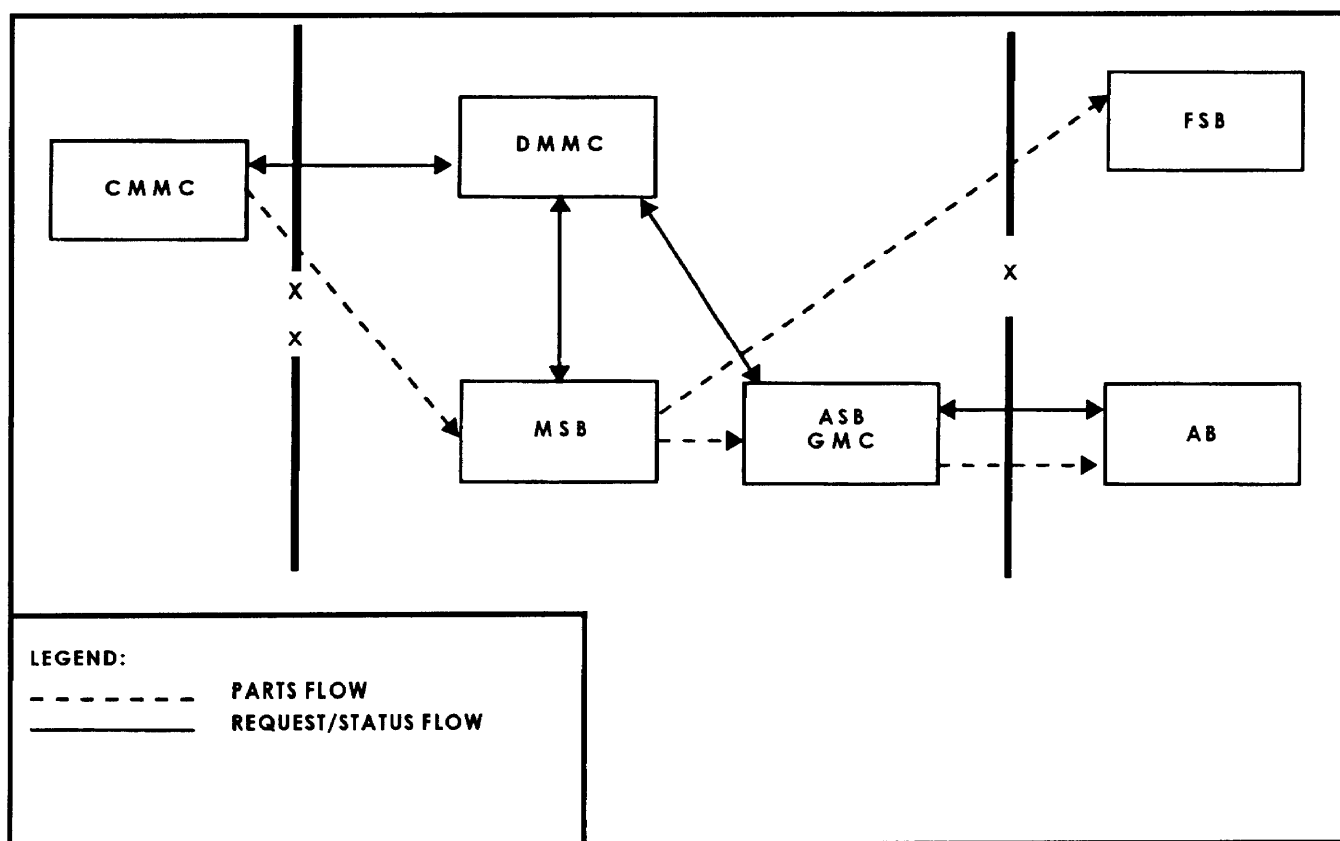 FSB
DMMC
CMMC
X
X
X
MSB
ASB
GMC
AB
LEGEND:
PARTS FLOW
REQUEST/STATUS FLOW